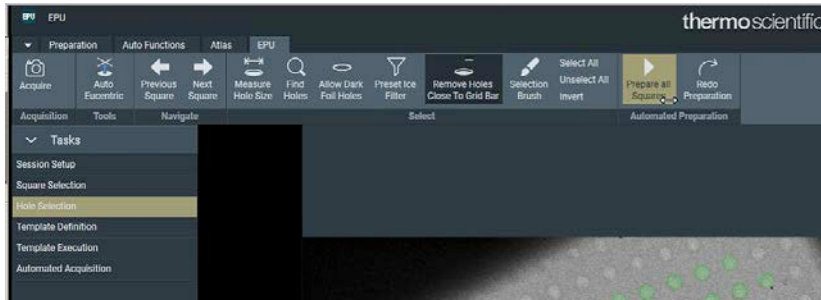 EPU EPU
thermoscientific
Preparation Auto Functions Atlas EPU
Acquire
Auto Eucentric
Previous Square
Next Square
Measure Hole Size
Find Holes
Allow Dark Foil Holes
Preset Ice Filter
Remove Holes Close To Grid Bar
Selection Brush
Select All
Unselect All
Invert
Prepare all Squares
Redo Preparation
Acquisition Tools Navigate Select Automated Preparation
Tasks
Session Setup
Square Selection
Hole Selection
Template Definition
Template Execution
Automated Acquisition